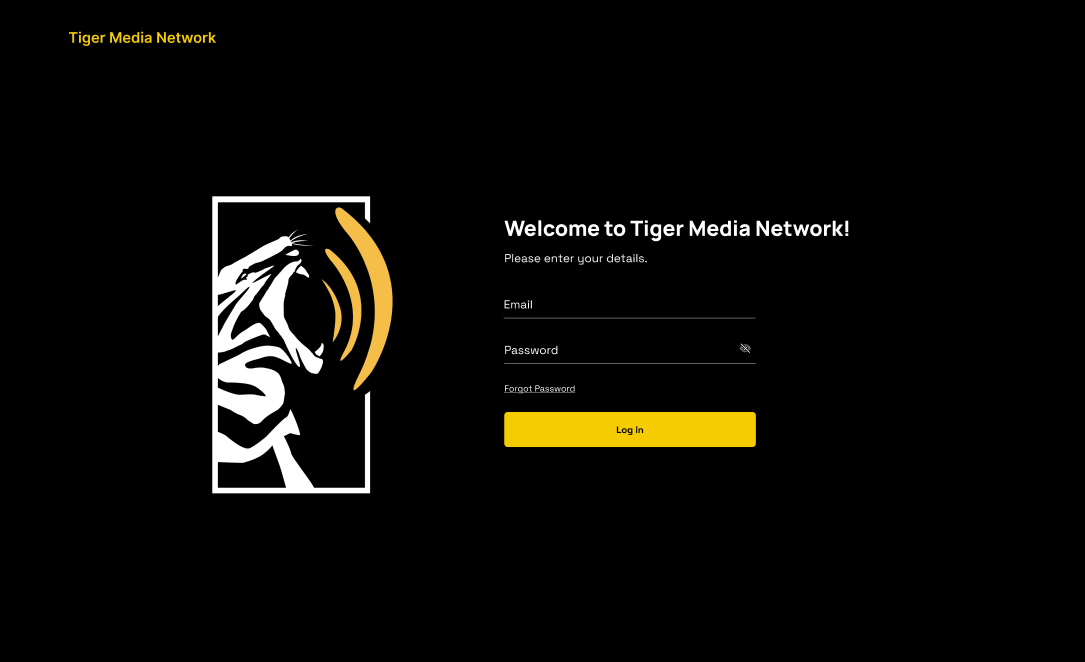 Tiger Media Network
Welcome to Tiger Media Network!
Please enter your details.
Email
Password
Forgot Password
Log in